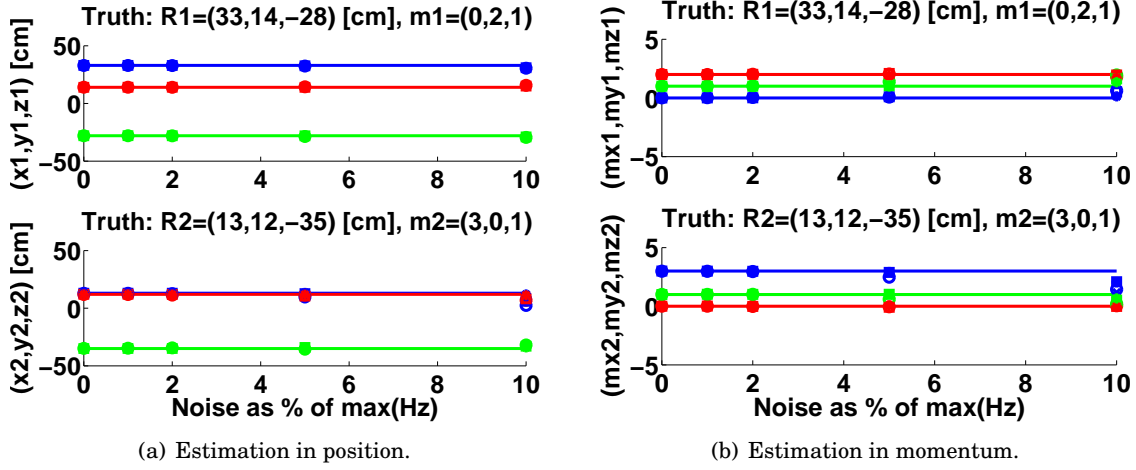 Truth: R1=(33,14,−28) [cm], m1=(0,2,1)
(x1,y1,z1) [cm]
50
0
−50
0 2 4 6 8 10
Truth: R2=(13,12,−35) [cm], m2=(3,0,1)
(x2,y2,z2) [cm]
50
0
−50
0 2 4 6 8 10
Noise as % of max(Hz)
(a) Estimation in position.
Truth: R1=(33,14,−28) [cm], m1=(0,2,1)
(mx1,my1,mz1)
5
0
−5
0 2 4 6 8 10
Truth: R2=(13,12,−35) [cm], m2=(3,0,1)
(mx2,my2,mz2)
5
0
−5
0 2 4 6 8 10
Noise as % of max(Hz)
(b) Estimation in momentum.